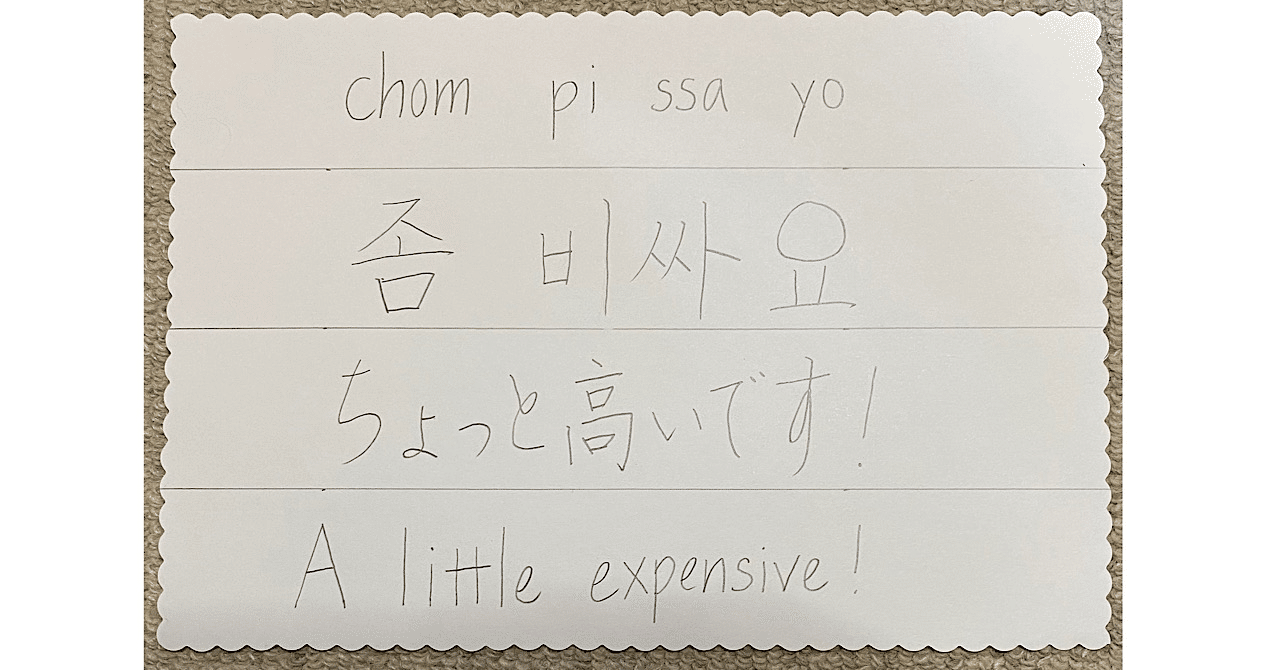 chom pi ssa yo
좀 비싸요
ちょっと高いです！
A little expensive!